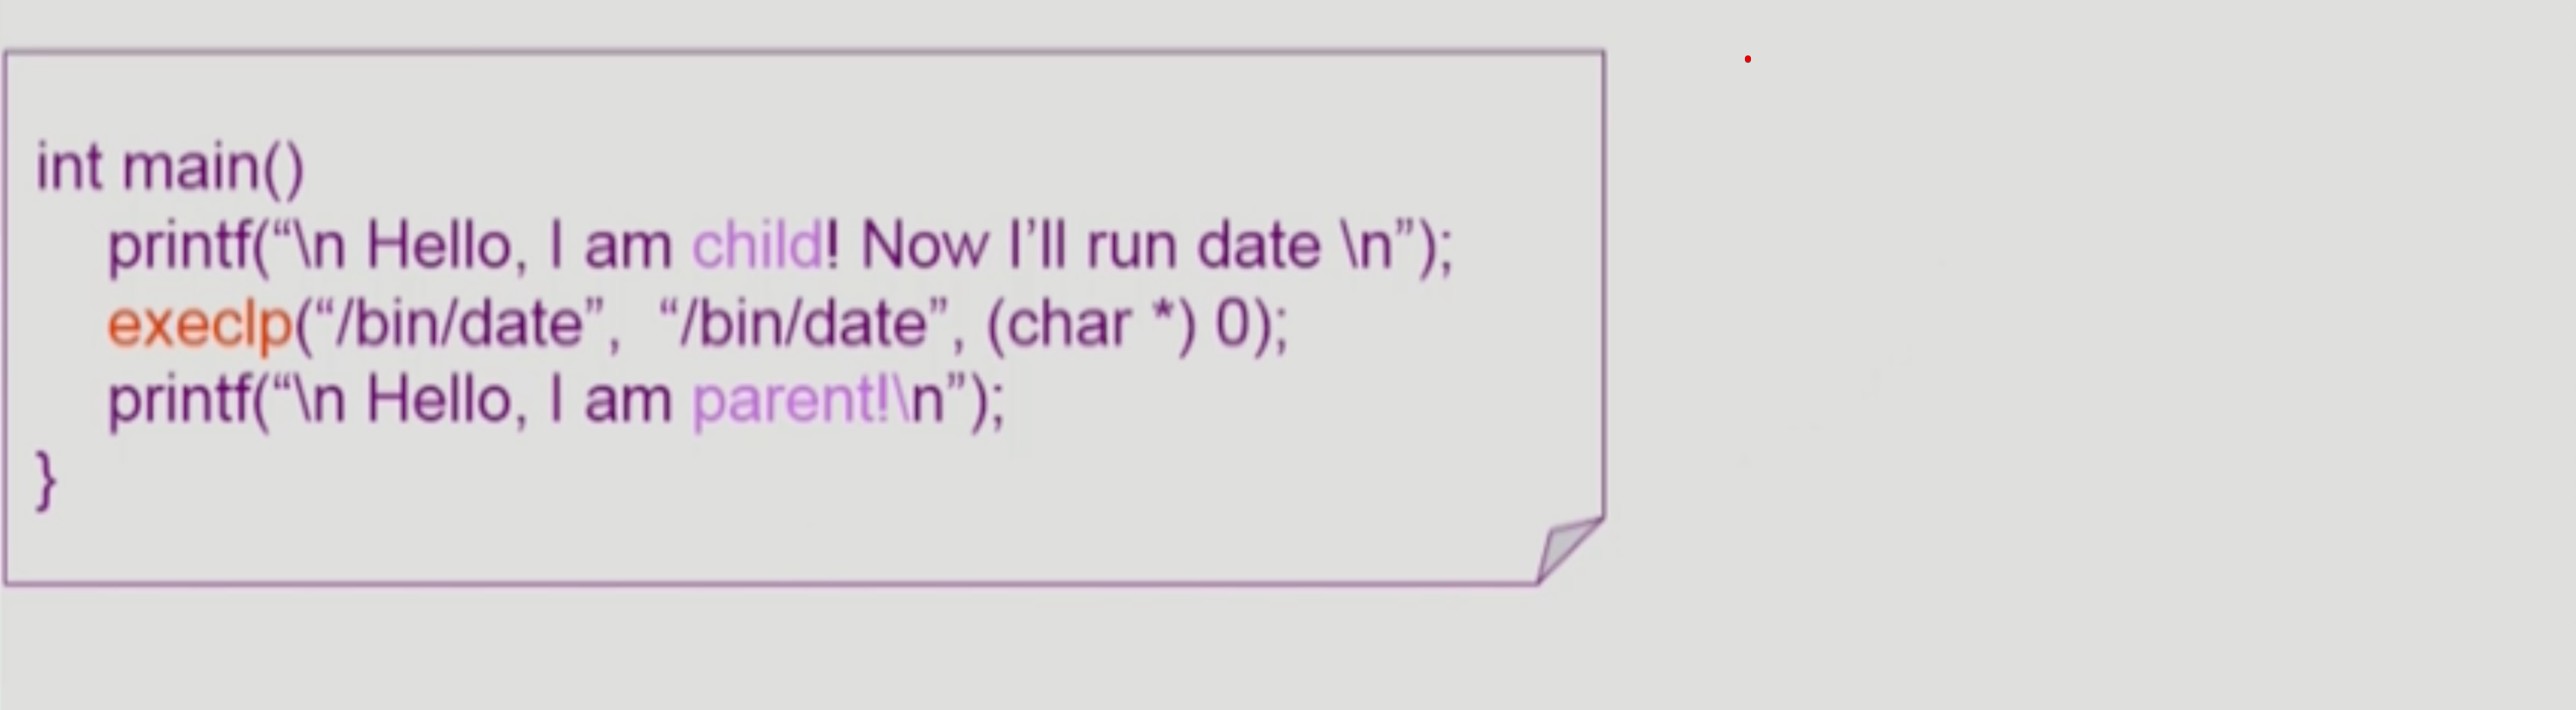 int main()
printf(“\n Hello, I am child! Now I’ll run date \n”);
execlp(“/bin/date”, “/bin/date”, (char *) 0);
printf(“\n Hello, I am parent!\n”);
}